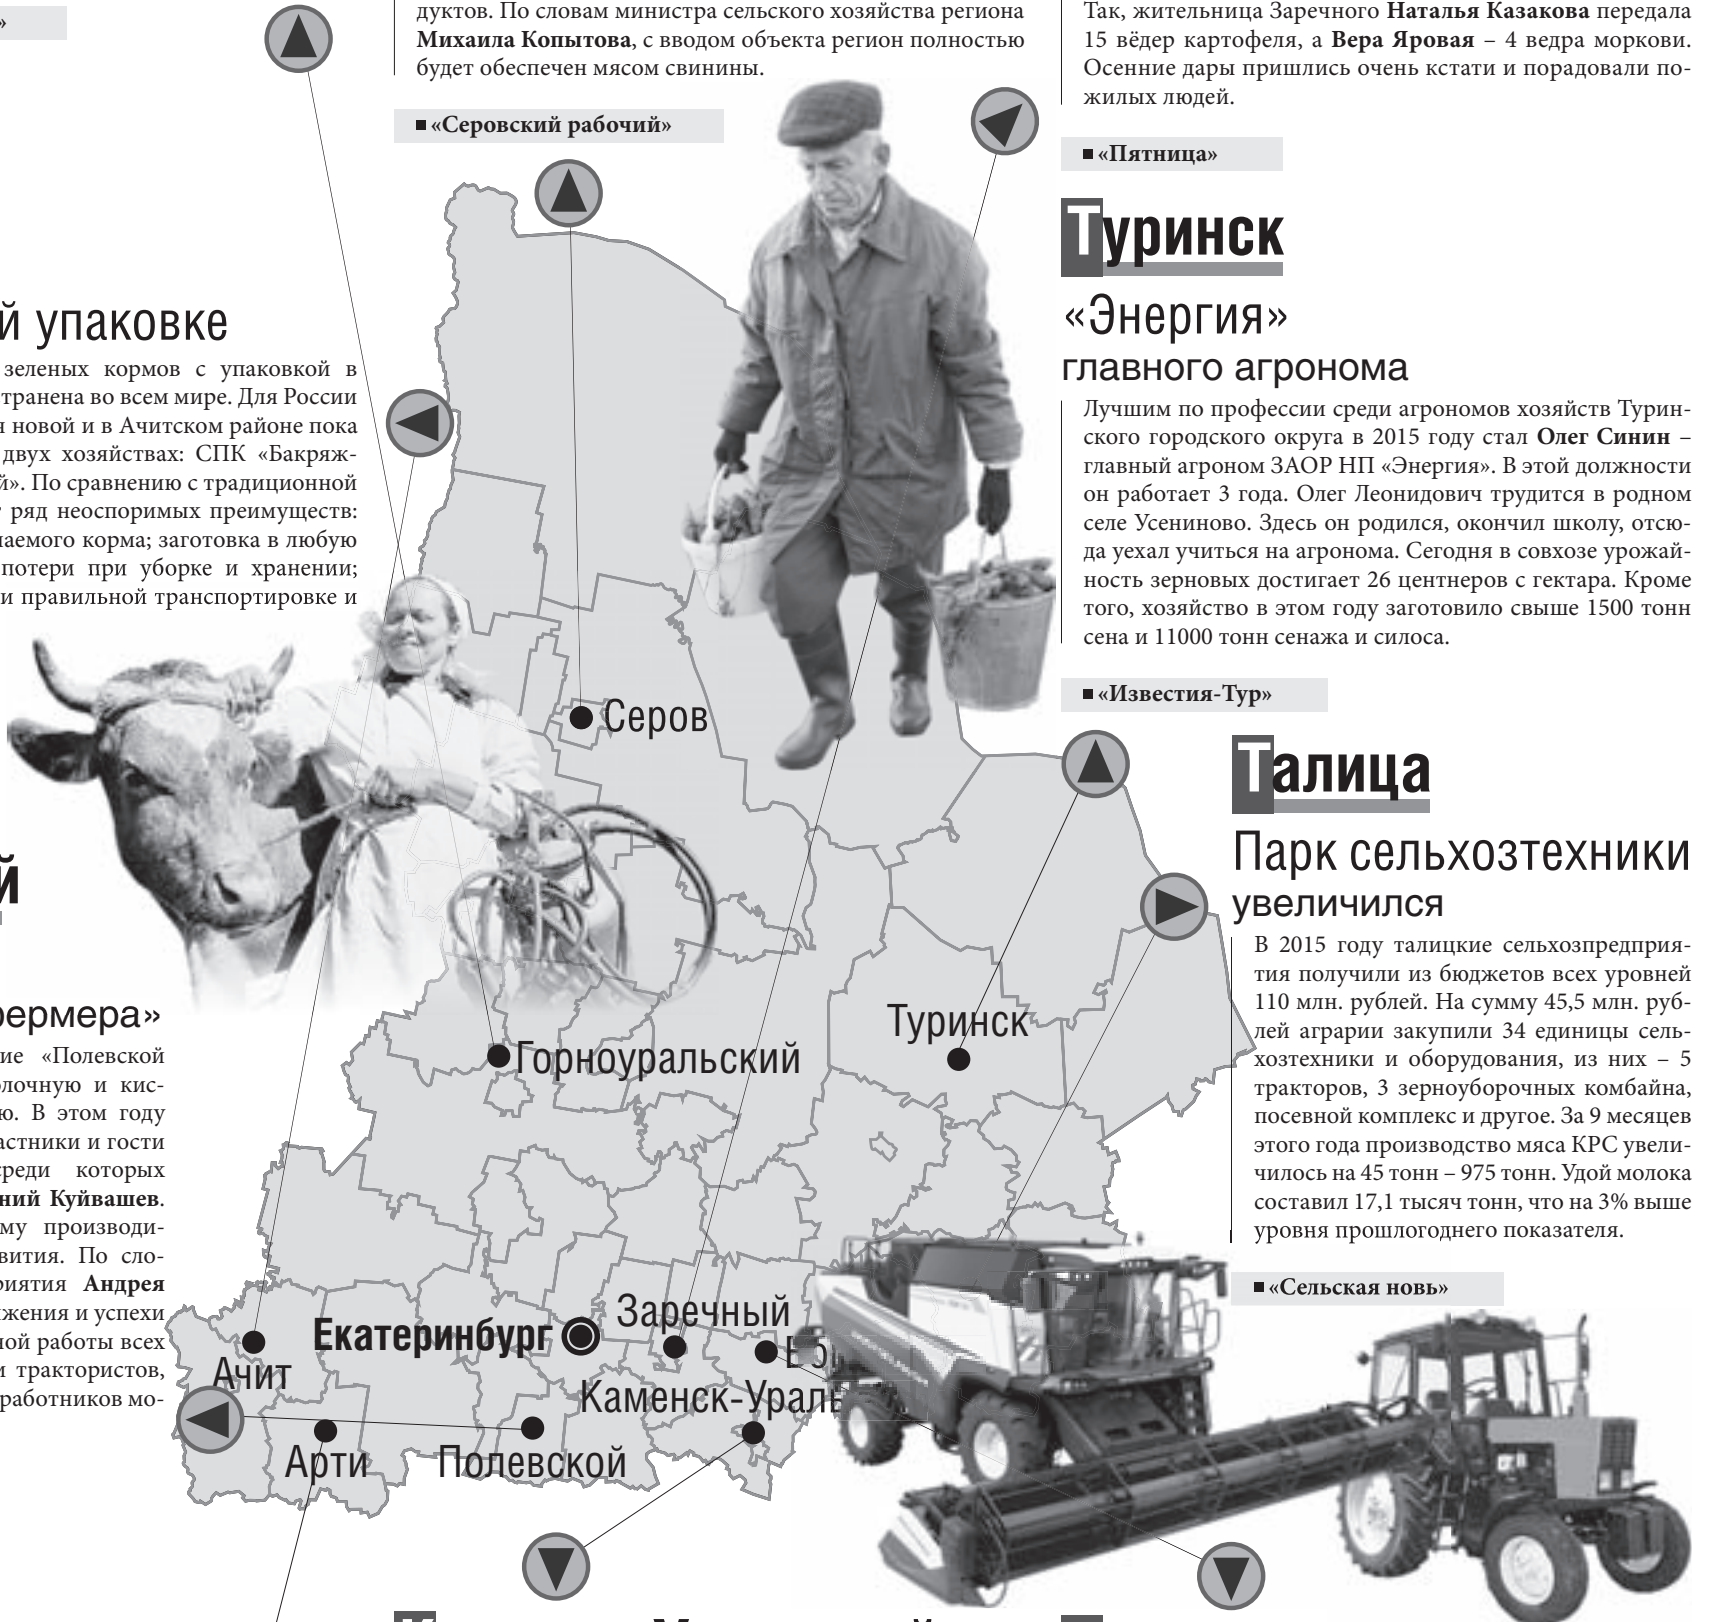 »
й упаковке
зеленых кормов с упаковкой в
транена во всем мире. Для России
новой и в Ачитском районе пока
двух хозяйствах: СПК «Бакряж-
й». По сравнению с традиционной
ряд неоспоримых преимуществ:
аемого корма; заготовка в любую
потери при уборке и хранении;
и правильной транспортировке и
й
фермера»
ие «Полевской
олочную и кис-
ю. В этом году
астники и гости
среди которых
ний Куйвашев.
му производи-
вития. По сло-
риятия Андрея
жения и успехи
ной работы всех
и трактористов,
работников мо-
дуктов. По словам министра сельского хозяйства региона
Михаила Копытова, с вводом объекта регион полностью
будет обеспечен мясом свинины.
«Серовский рабочий»
Серов
Туринск
Горноуральский
Заречный
Екатеринбург
Ачит
Каменск-Ураль
Арти
Полевской
Так, жительница Заречного Наталья Казакова передала
15 вёдер картофеля, а Вера Яровая – 4 ведра моркови.
Осенние дары пришлись очень кстати и порадовали по-
жилых людей.
«Пятница»
Туринск
«Энергия»
главного агронома
Лучшим по профессии среди агрономов хозяйств Турин-
ского городского округа в 2015 году стал Олег Синин –
главный агроном ЗАОР НП «Энергия». В этой должности
он работает 3 года. Олег Леонидович трудится в родном
селе Усениново. Здесь он родился, окончил школу, отсю-
да уехал учиться на агронома. Сегодня в совхозе урожай-
ность зерновых достигает 26 центнеров с гектара. Кроме
того, хозяйство в этом году заготовило свыше 1500 тонн
сена и 11000 тонн сенажа и силоса.
«Известия-Тур»
Талица
Парк сельхозтехники
увеличился
В 2015 году талицкие сельхозпредприя-
тия получили из бюджетов всех уровней
110 млн. рублей. На сумму 45,5 млн. руб-
лей аграрии закупили 34 единицы сель-
хозтехники и оборудования, из них – 5
тракторов, 3 зерноуборочных комбайна,
посевной комплекс и другое. За 9 месяцев
этого года производство мяса КРС увели-
чилось на 45 тонн – 975 тонн. Удой молока
составил 17,1 тысяч тонн, что на 3% выше
уровня прошлогоднего показателя.
«Сельская новь»